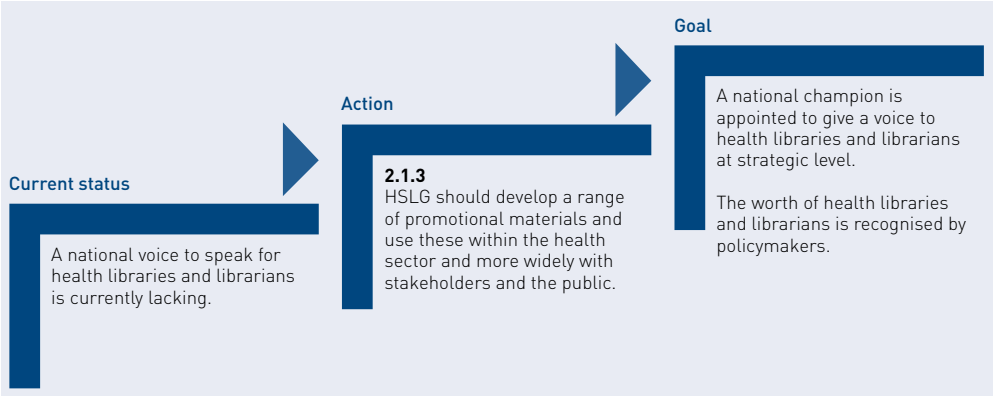 Current status
A national voice to speak for
health libraries and librarians
is currently lacking.
Action
2.1.3
HSLG should develop a range
of promotional materials and
use these within the health
sector and more widely with
stakeholders and the public.
Goal
A national champion is
appointed to give a voice to
health libraries and librarians
at strategic level.
The worth of health libraries
and librarians is recognised by
policymakers.